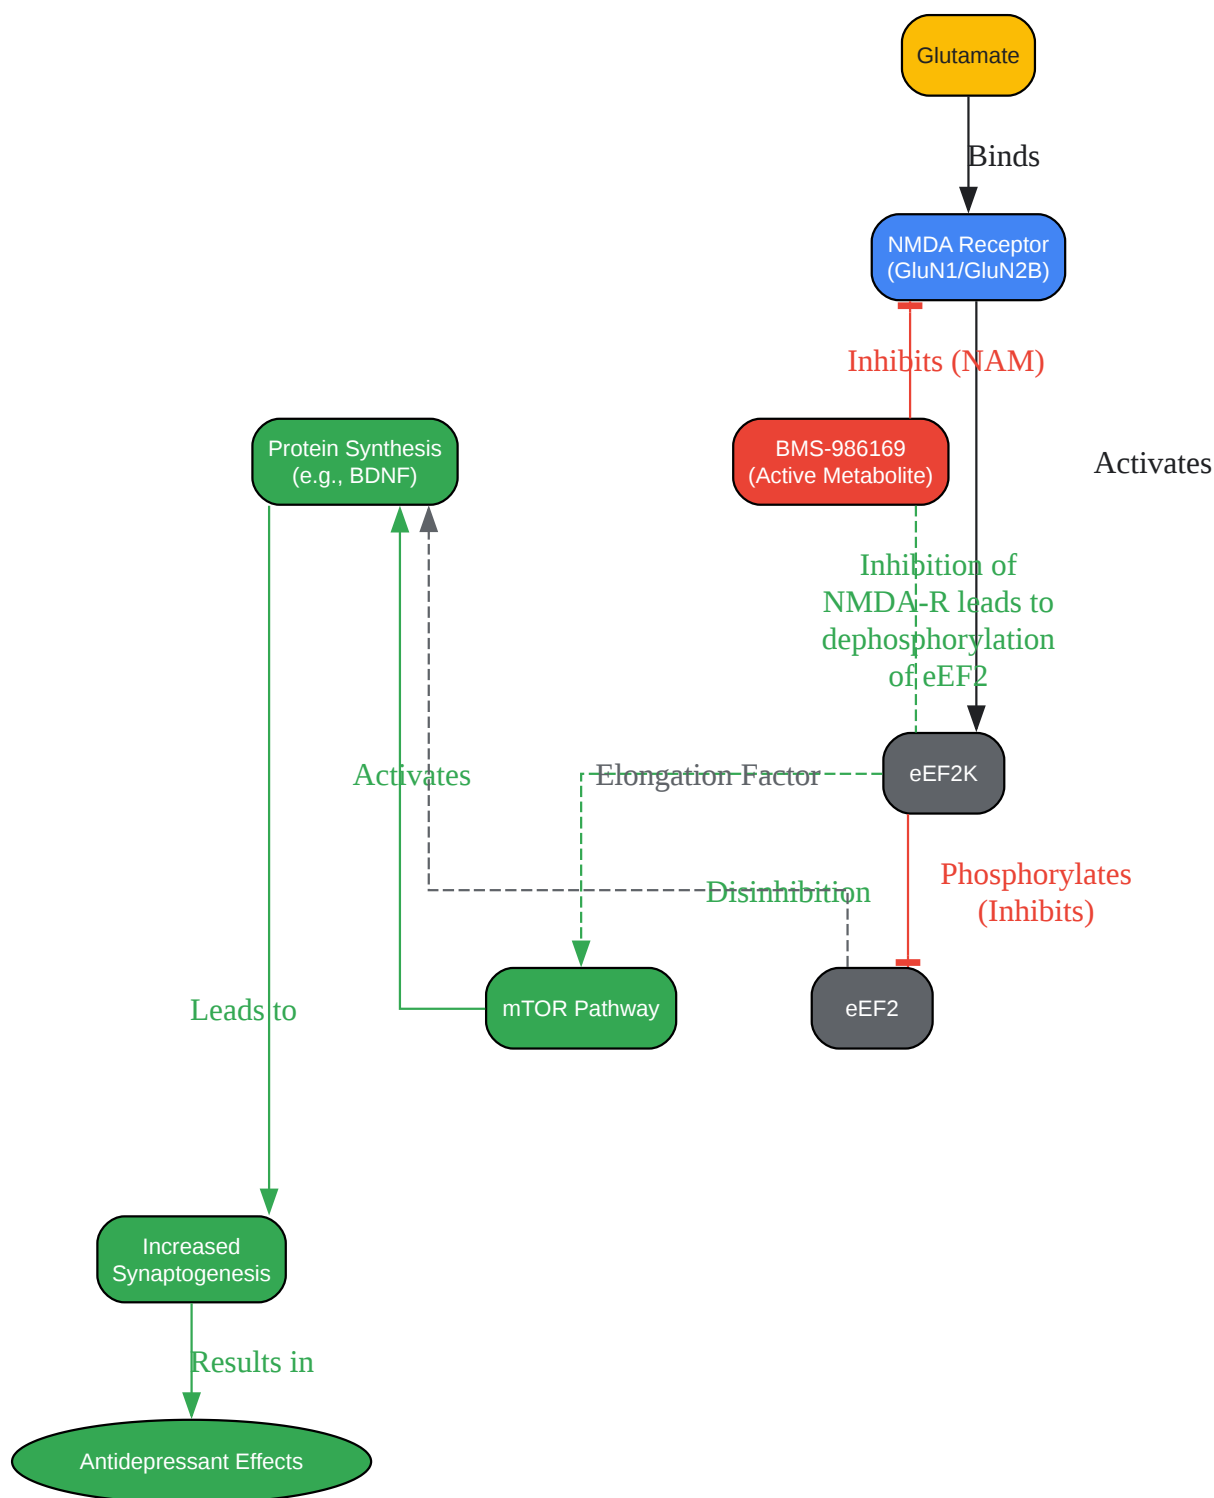 Glutamate
Binds
NMDA Receptor
(GluN1/GluN2B)
Inhibits (NAM)
Protein Synthesis
(e.g., BDNF)
BMS-986169
(Active Metabolite)
Activates
Inhibition of
NMDA-R leads to
dephosphorylation
of eEF2
Activates
Elongation Factor
eEF2K
Phosphorylates
(Inhibits)
Disinhibition
Leads to
mTOR Pathway
eEF2
Increased
Synaptogenesis
Results in
Antidepressant Effects